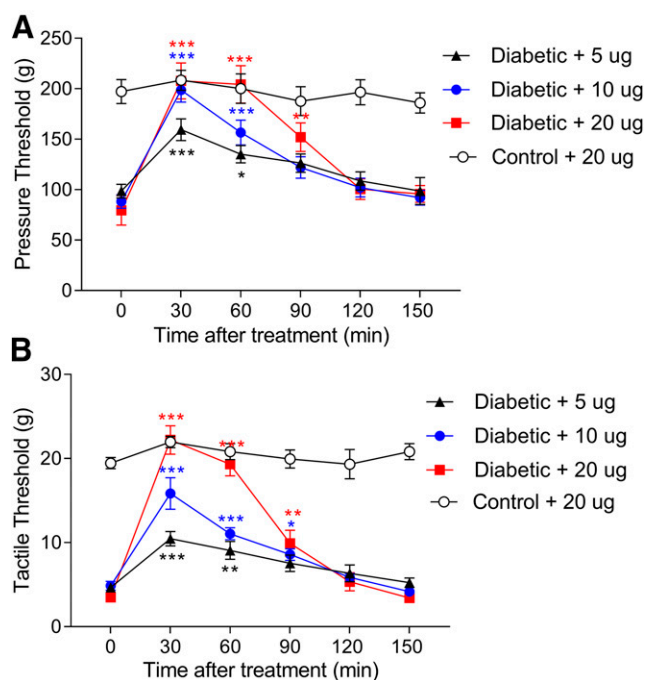 A
Pressure Threshold (g)
250
200
150
100
50
0
*** 
***
***
***
***
*
**
0 30 60 90 120 150
Time after treatment (min)
Diabetic + 5 ug
Diabetic + 10 ug
Diabetic + 20 ug
Control + 20 ug
B
Tactile Threshold (g)
30
20
10
0
***
***
***
***
***
**
**
*
0 30 60 90 120 150
Time after treatment (min)
Diabetic + 5 ug
Diabetic + 10 ug
Diabetic + 20 ug
Control + 20 ug